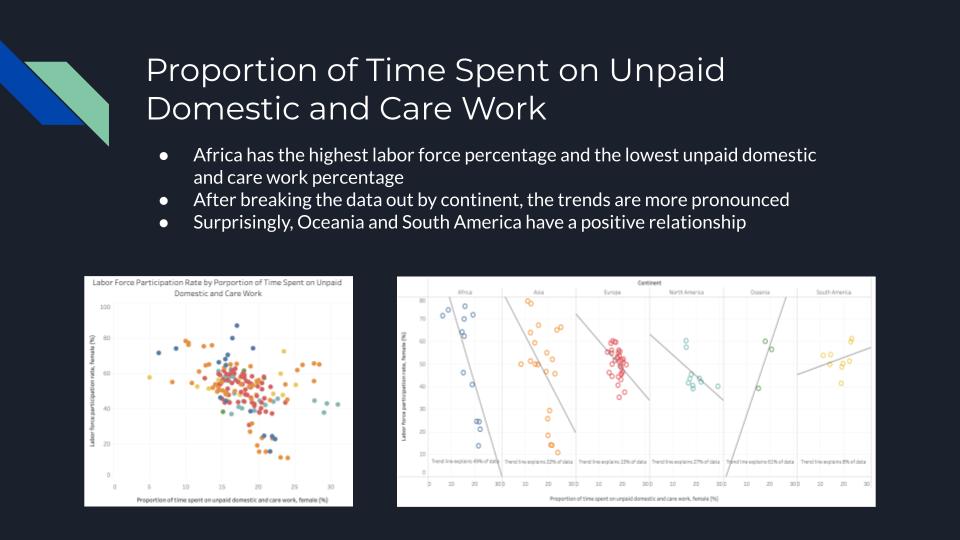 Proportion of Time Spent on Unpaid
Domestic and Care Work
● Africa has the highest labor force percentage and the lowest unpaid domestic
and care work percentage
● After breaking the data out by continent, the trends are more pronounced
● Surprisingly, Oceania and South America have a positive relationship
Labor Force Participation Rate by Porportion of Time Spent on Unpaid
Domestic and Care Work
Labor force participation rate, female (%)
100
80
60
40
20
0
0 5 10 15 20 25 30
Proportion of time spent on unpaid domestic and care work, female (%)
Continent
Africa Asia Europe North America Oceania South America
Labor force participation rate, female (%)
80
70
60
50
40
30
20
10
0
Trend line explains 49% of data Trend line explains 22% of data Trend line explains 23% of data Trend line explains 27% of data Trend line explains 61% of data Trend line explains 8% of data
0 10 20 30 0 10 20 30 0 10 20 30 0 10 20 30 0 10 20 30 0 10 20 30
Proportion of time spent on unpaid domestic and care work, female (%)